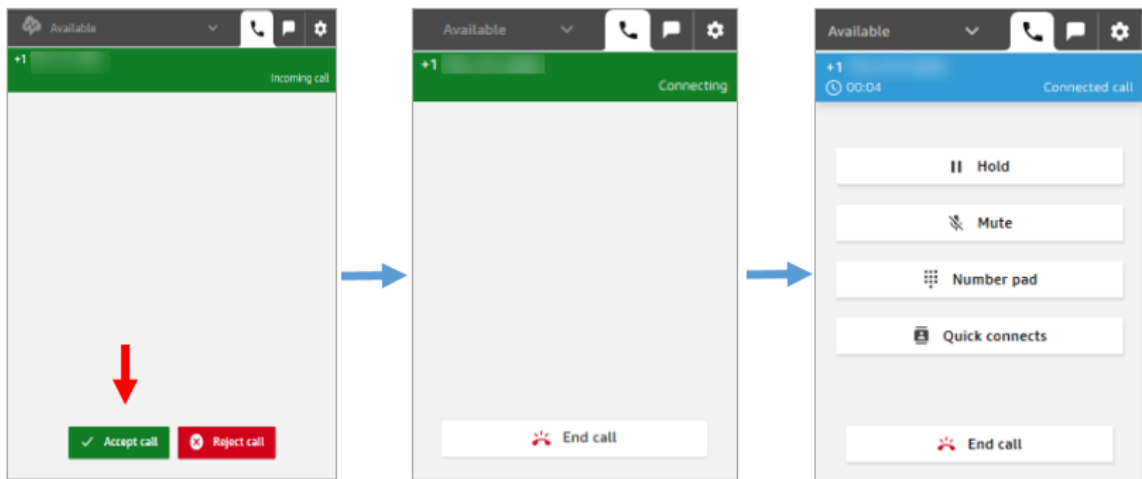 Available
+1
Incoming call
Accept call
Reject call
Available
+1
Connecting
End call
Available
+1
00:04 Connected call
Hold
Mute
Number pad
Quick connects
End call